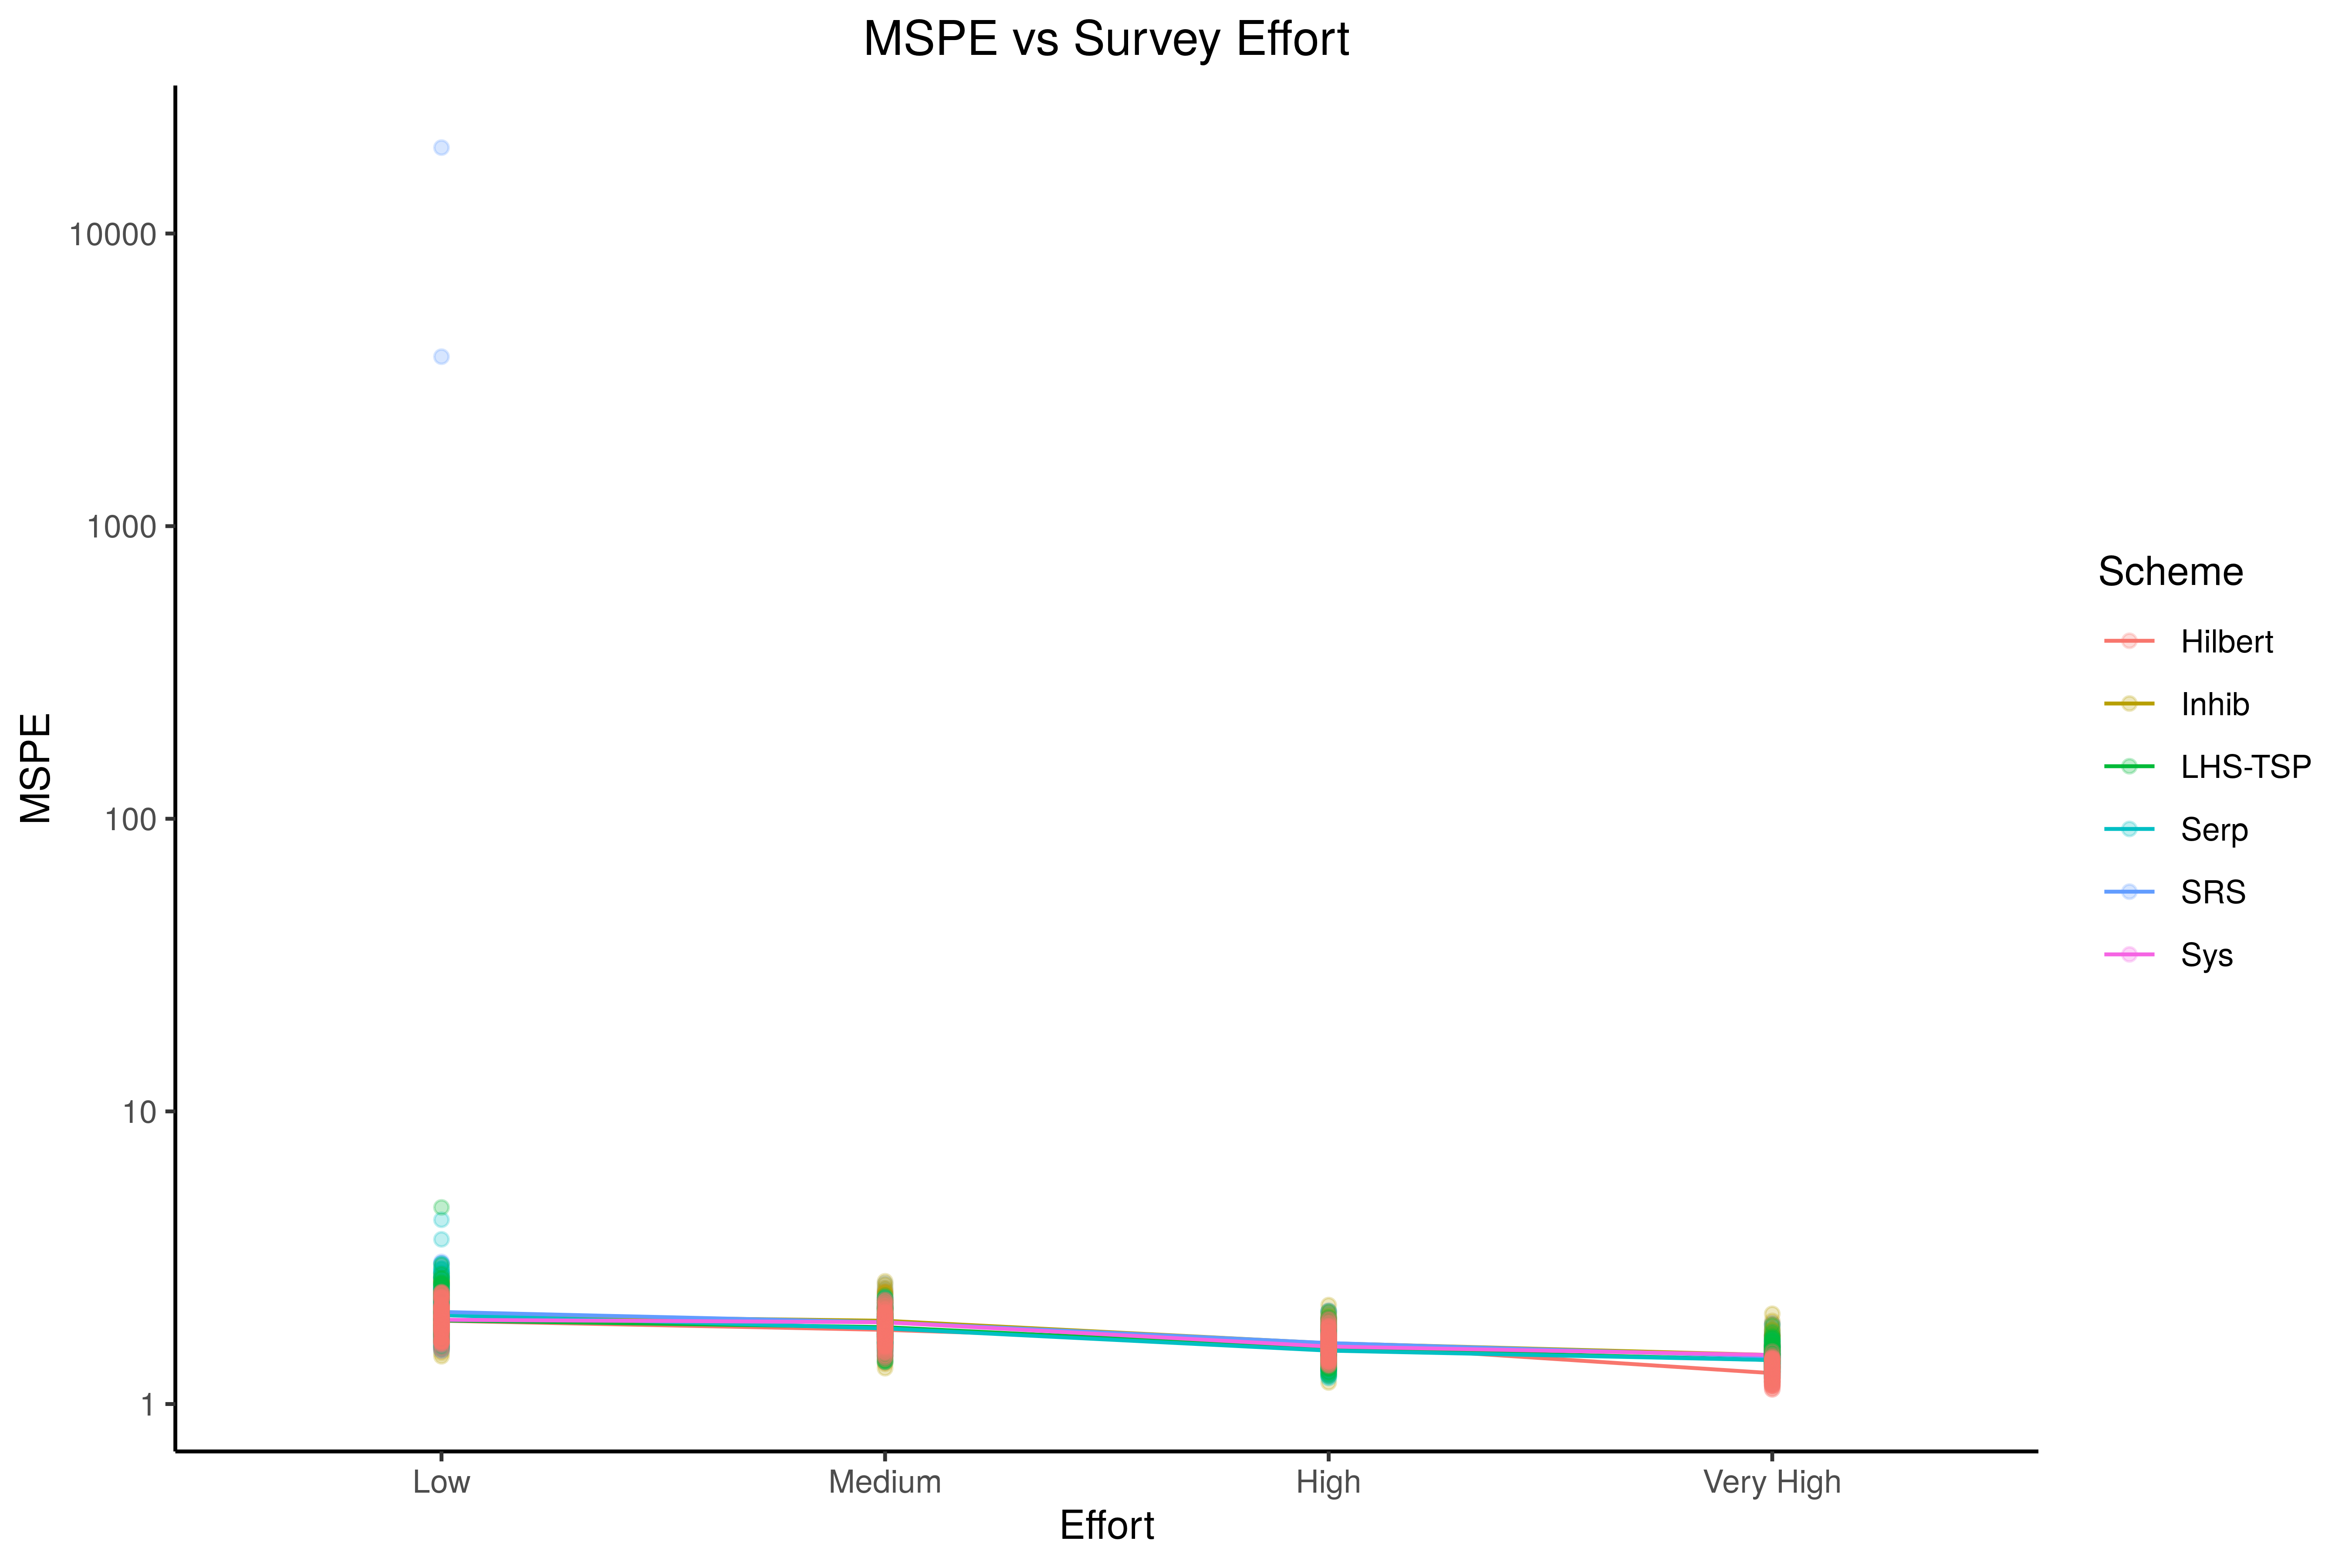 MSPE vs Survey Effort
MSPE
10000
1000
100
10
1
Low
Medium
High
Very High
Effort
Scheme
Hilbert
Inhib
LHS-TSP
Serp
SRS
Sys